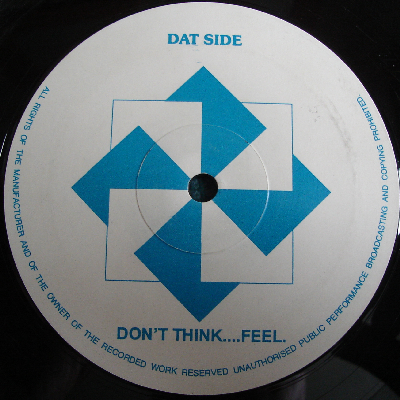 DAT SIDE
DON'T THINK....FEEL.
ALL RIGHTS OF THE MANUFACTURER AND OF THE OWNER OF THE RECORDED WORK RESERVED UNAUTHORISED PUBLIC PERFORMANCE BROADCASTING AND COPYING PROHIBITED.